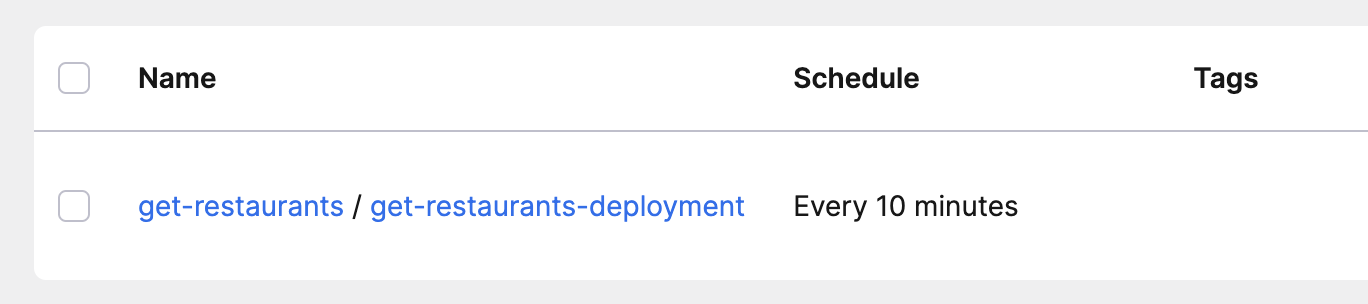 Name Schedule Tags
get-restaurants / get-restaurants-deployment Every 10 minutes